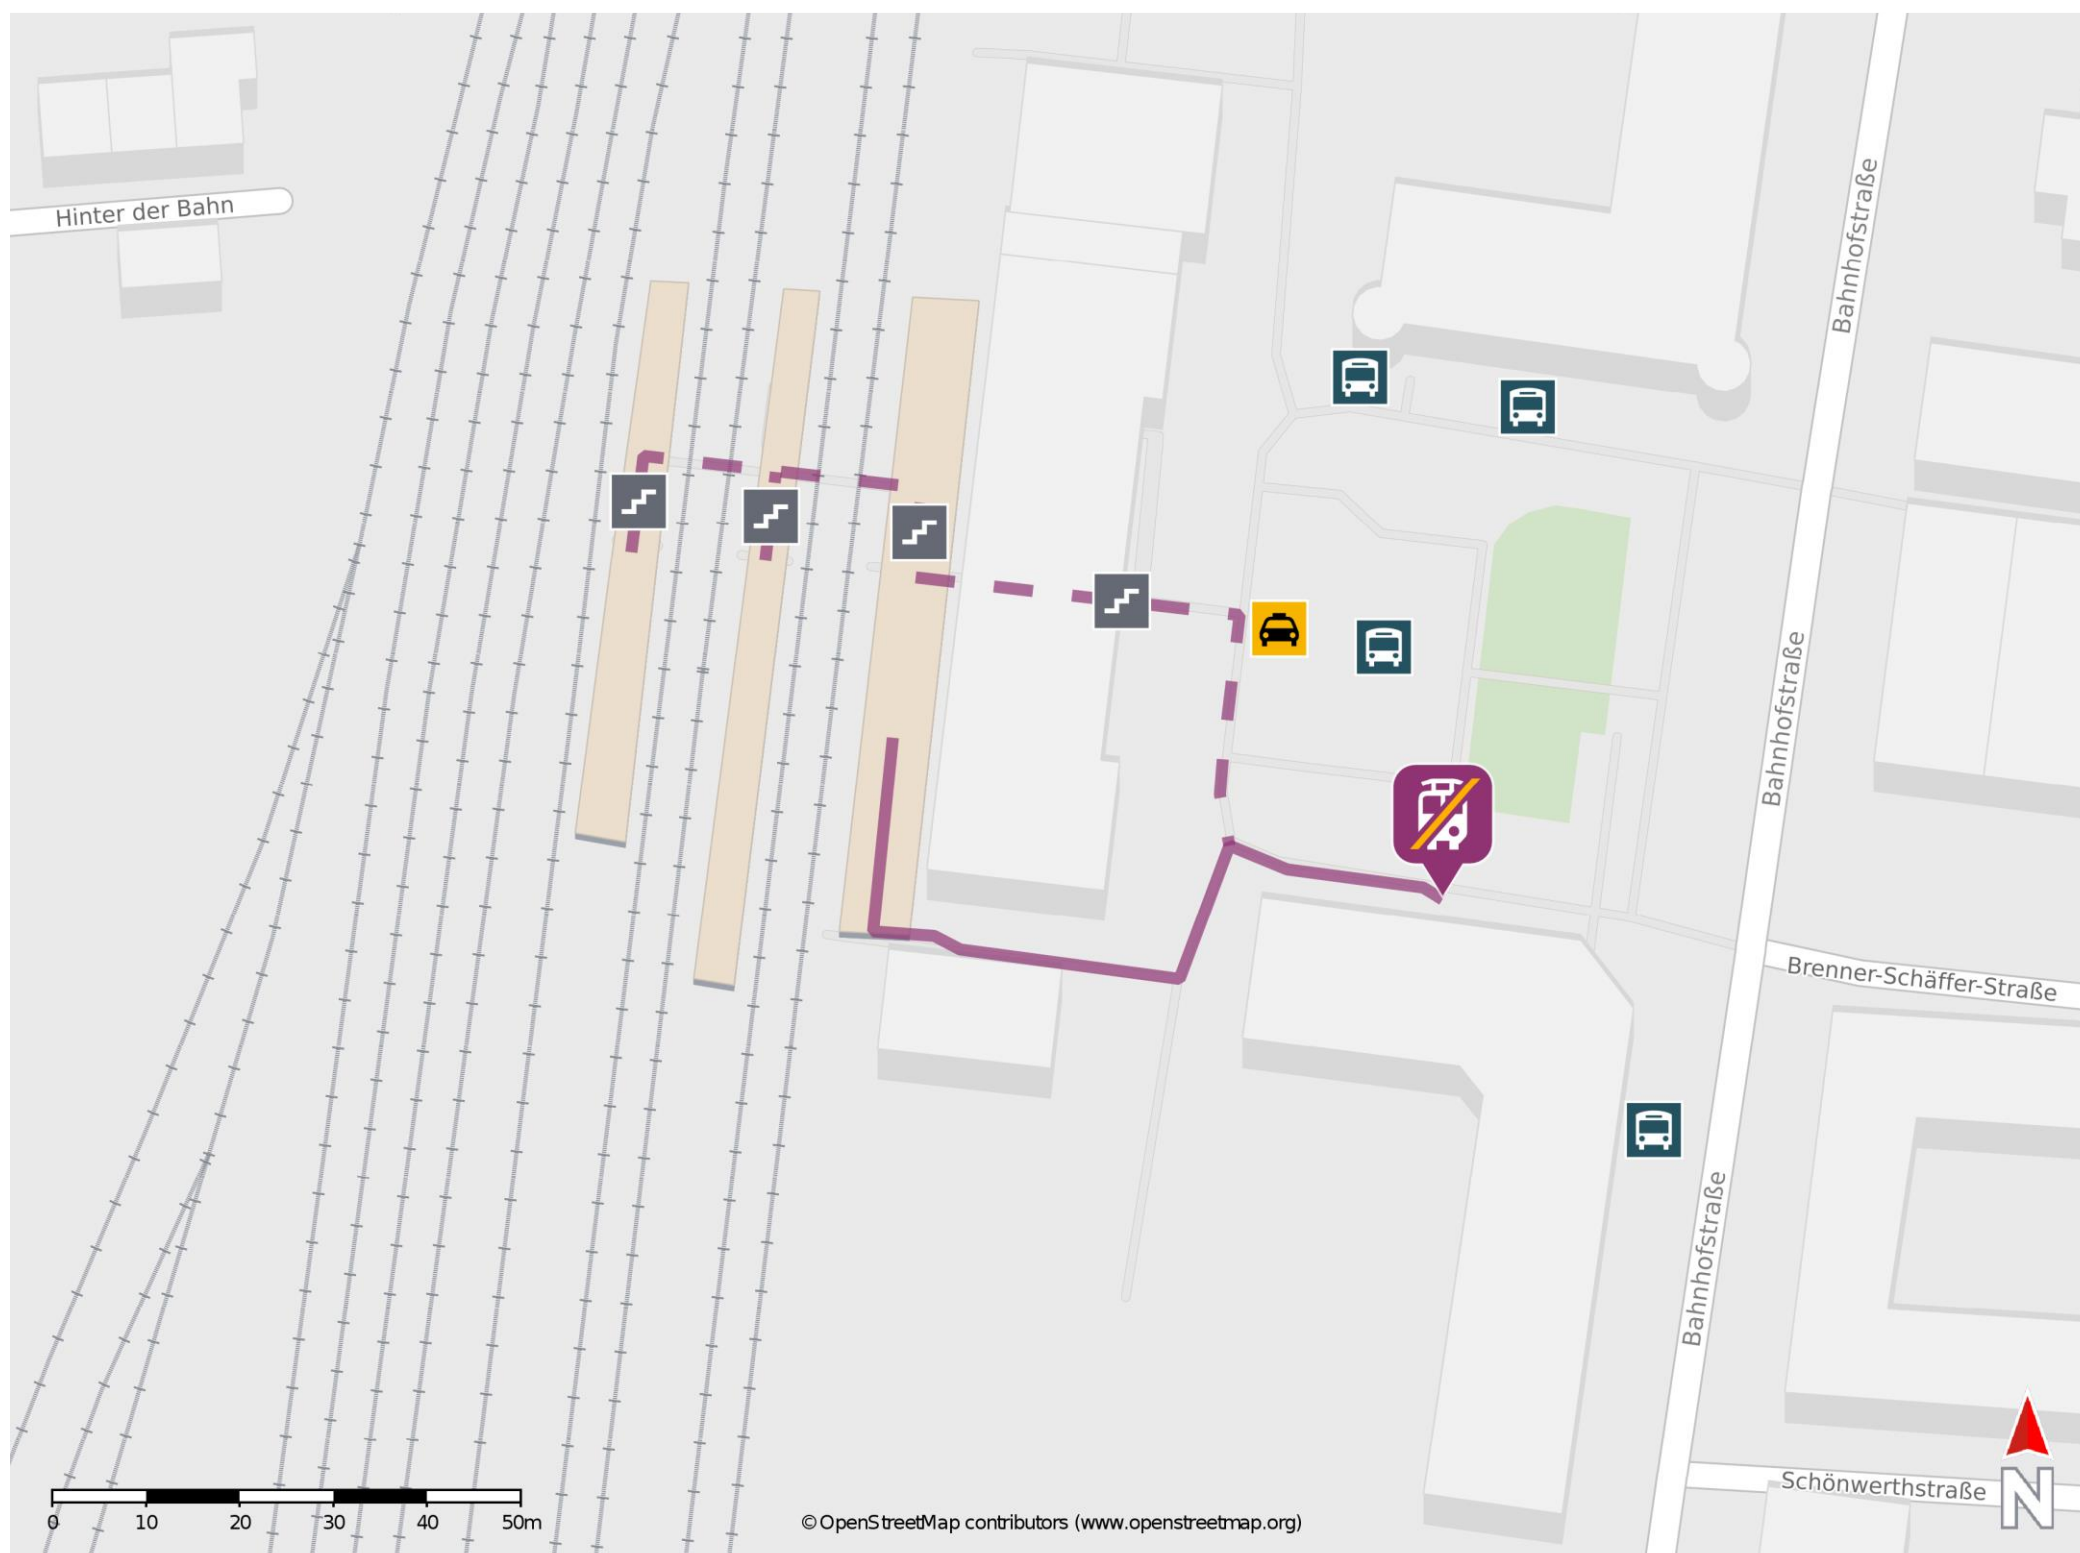 Hinter der Bahn
Bahnhofstraße
Bahnhofstraße
Brenner-Schäffer-Straße
Bahnhofstraße
Schönwerthstraße
N
0 10 20 30 40 50m
© OpenStreetMap contributors (www.openstreetmap.org)